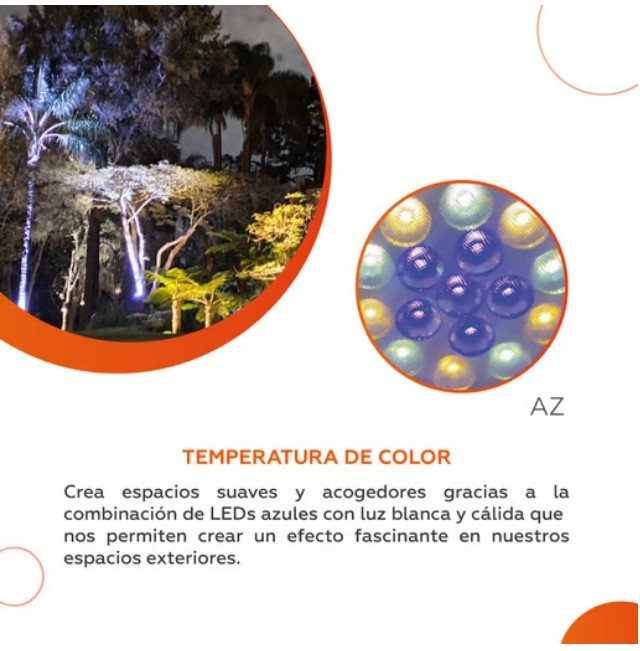 AZ
TEMPERATURA DE COLOR
Crea espacios suaves y acogedores gracias a la
combinación de LEDs azules con luz blanca y cálida que
nos permiten crear un efecto fascinante en nuestros
espacios exteriores.